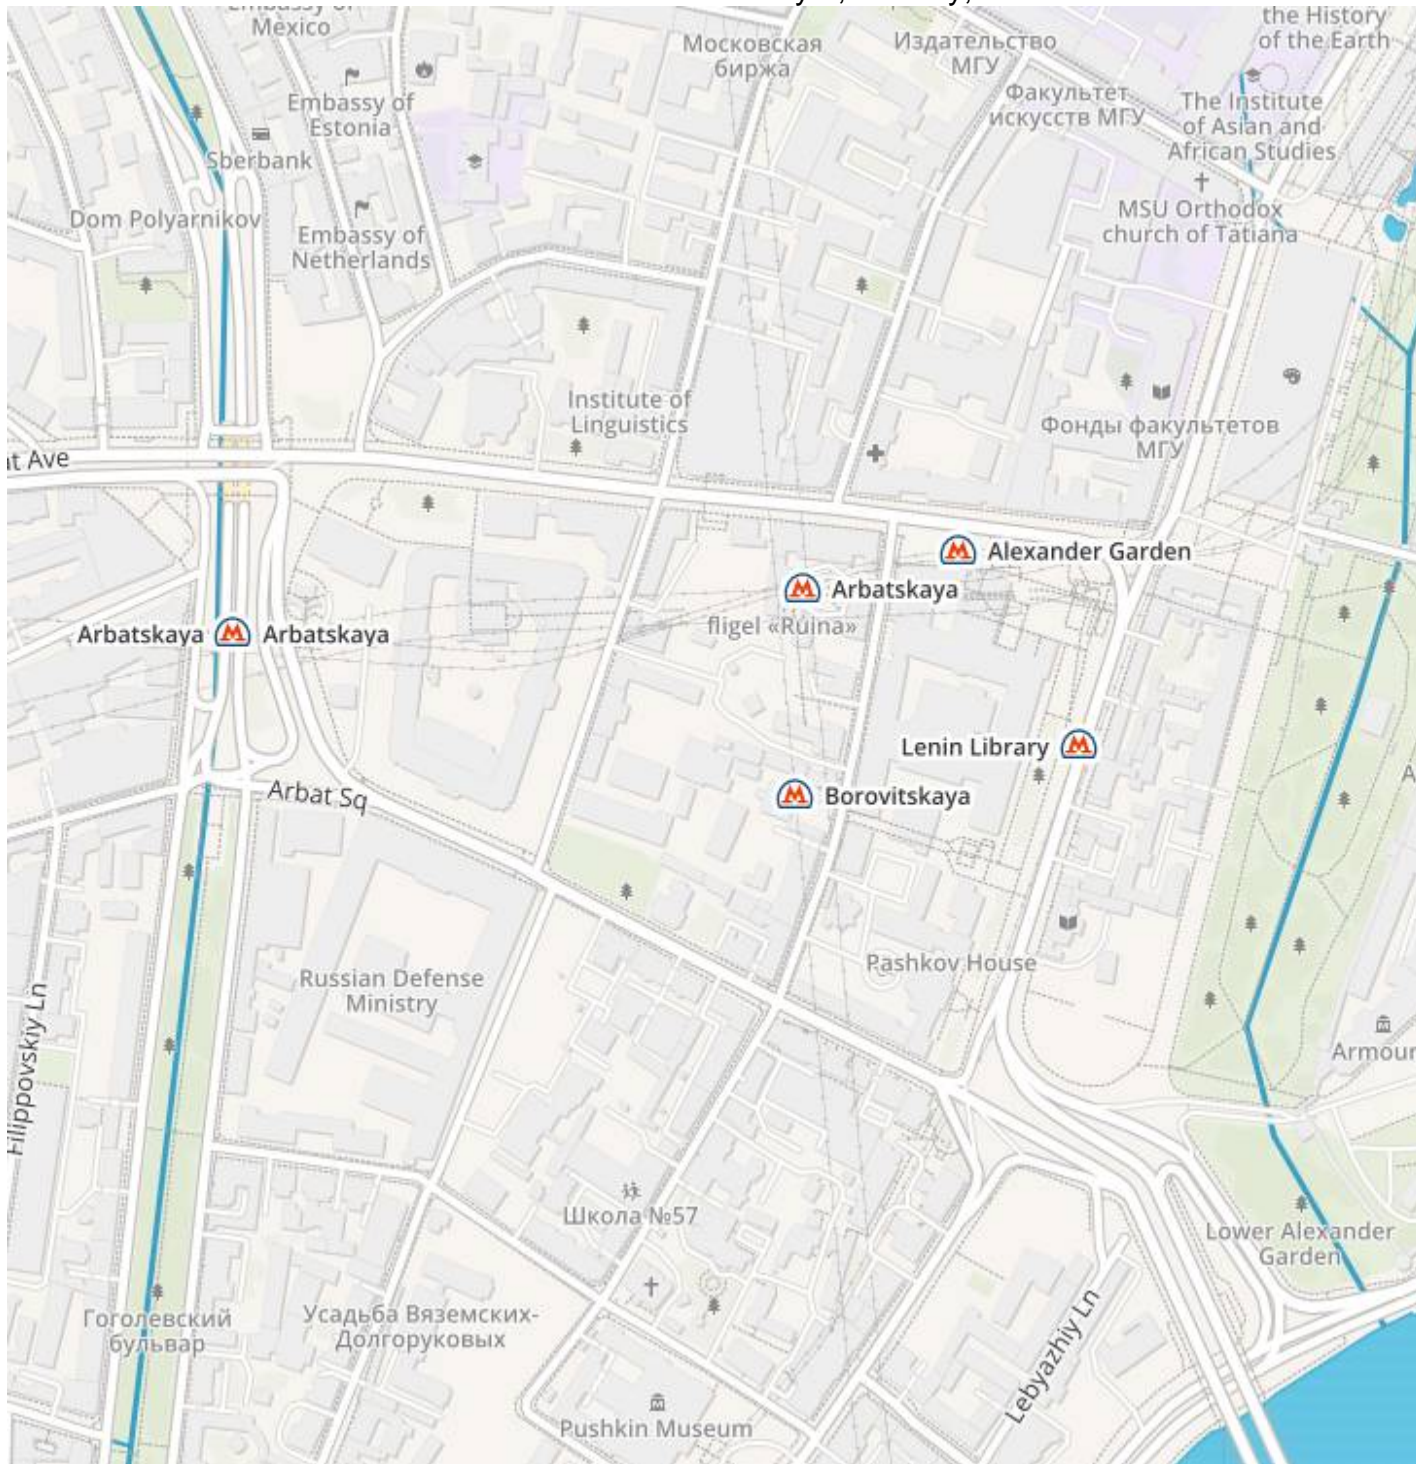 Mexico
the History
of the Earth
Московская
биржа
Издательство
МГУ
Embassy of
Estonia
Факультет
искусств МГУ
The Institute
of Asian and
African Studies
Sberbank
Dom Polyarnikov
Embassy of
Netherlands
MSU Orthodox
church of Tatiana
Institute of
Linguistics
Фонды факультетов
МГУ
at Ave
Alexander Garden
Arbatskaya
fligel «Ruina»
Arbatskaya
Arbatskaya
Lenin Library
Borovitskaya
Arbat Sq
Pashkov House
Russian Defense
Ministry
Filippovskiy Ln
Armour
Школа №57
Lower Alexander
Garden
Гоголевский
бульвар
Усадьба Вяземских-
Долгоруковых
Lebyazhiy Ln
Pushkin Museum